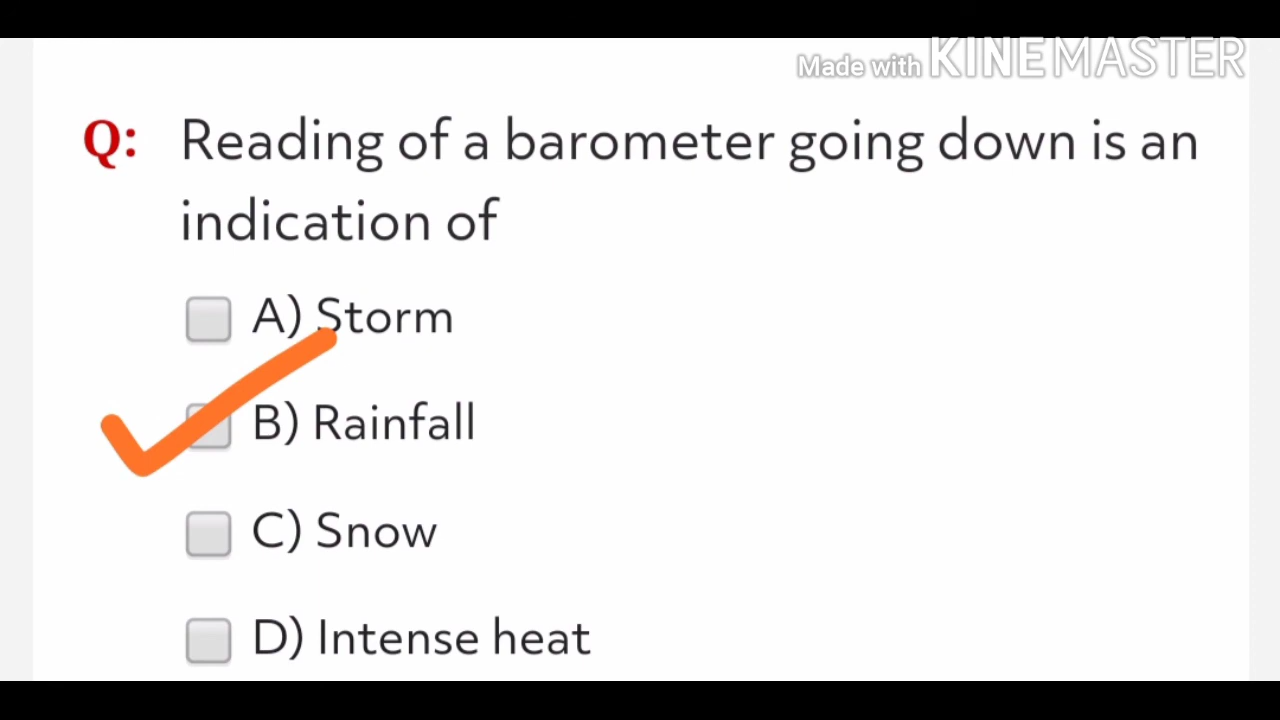 Made with KINEMASTER
Q: Reading of a barometer going down is an
indication of
A) Storm
B) Rainfall
C) Snow
D) Intense heat